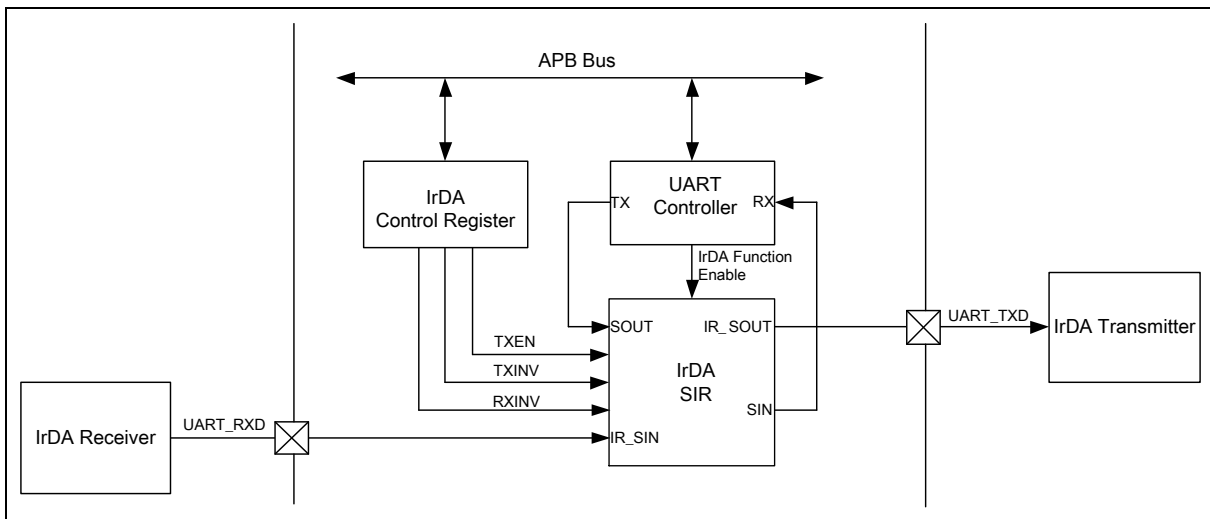 APB Bus
IrDA
Control Register
UART
Controller
TX
RX
IrDA Function
Enable
SOUT
IR_SOUT
UART_TXD
IrDA Transmitter
TXEN
TXINV
RXINV
IrDA
SIR
SIN
IrDA Receiver
UART_RXD
IR_SIN